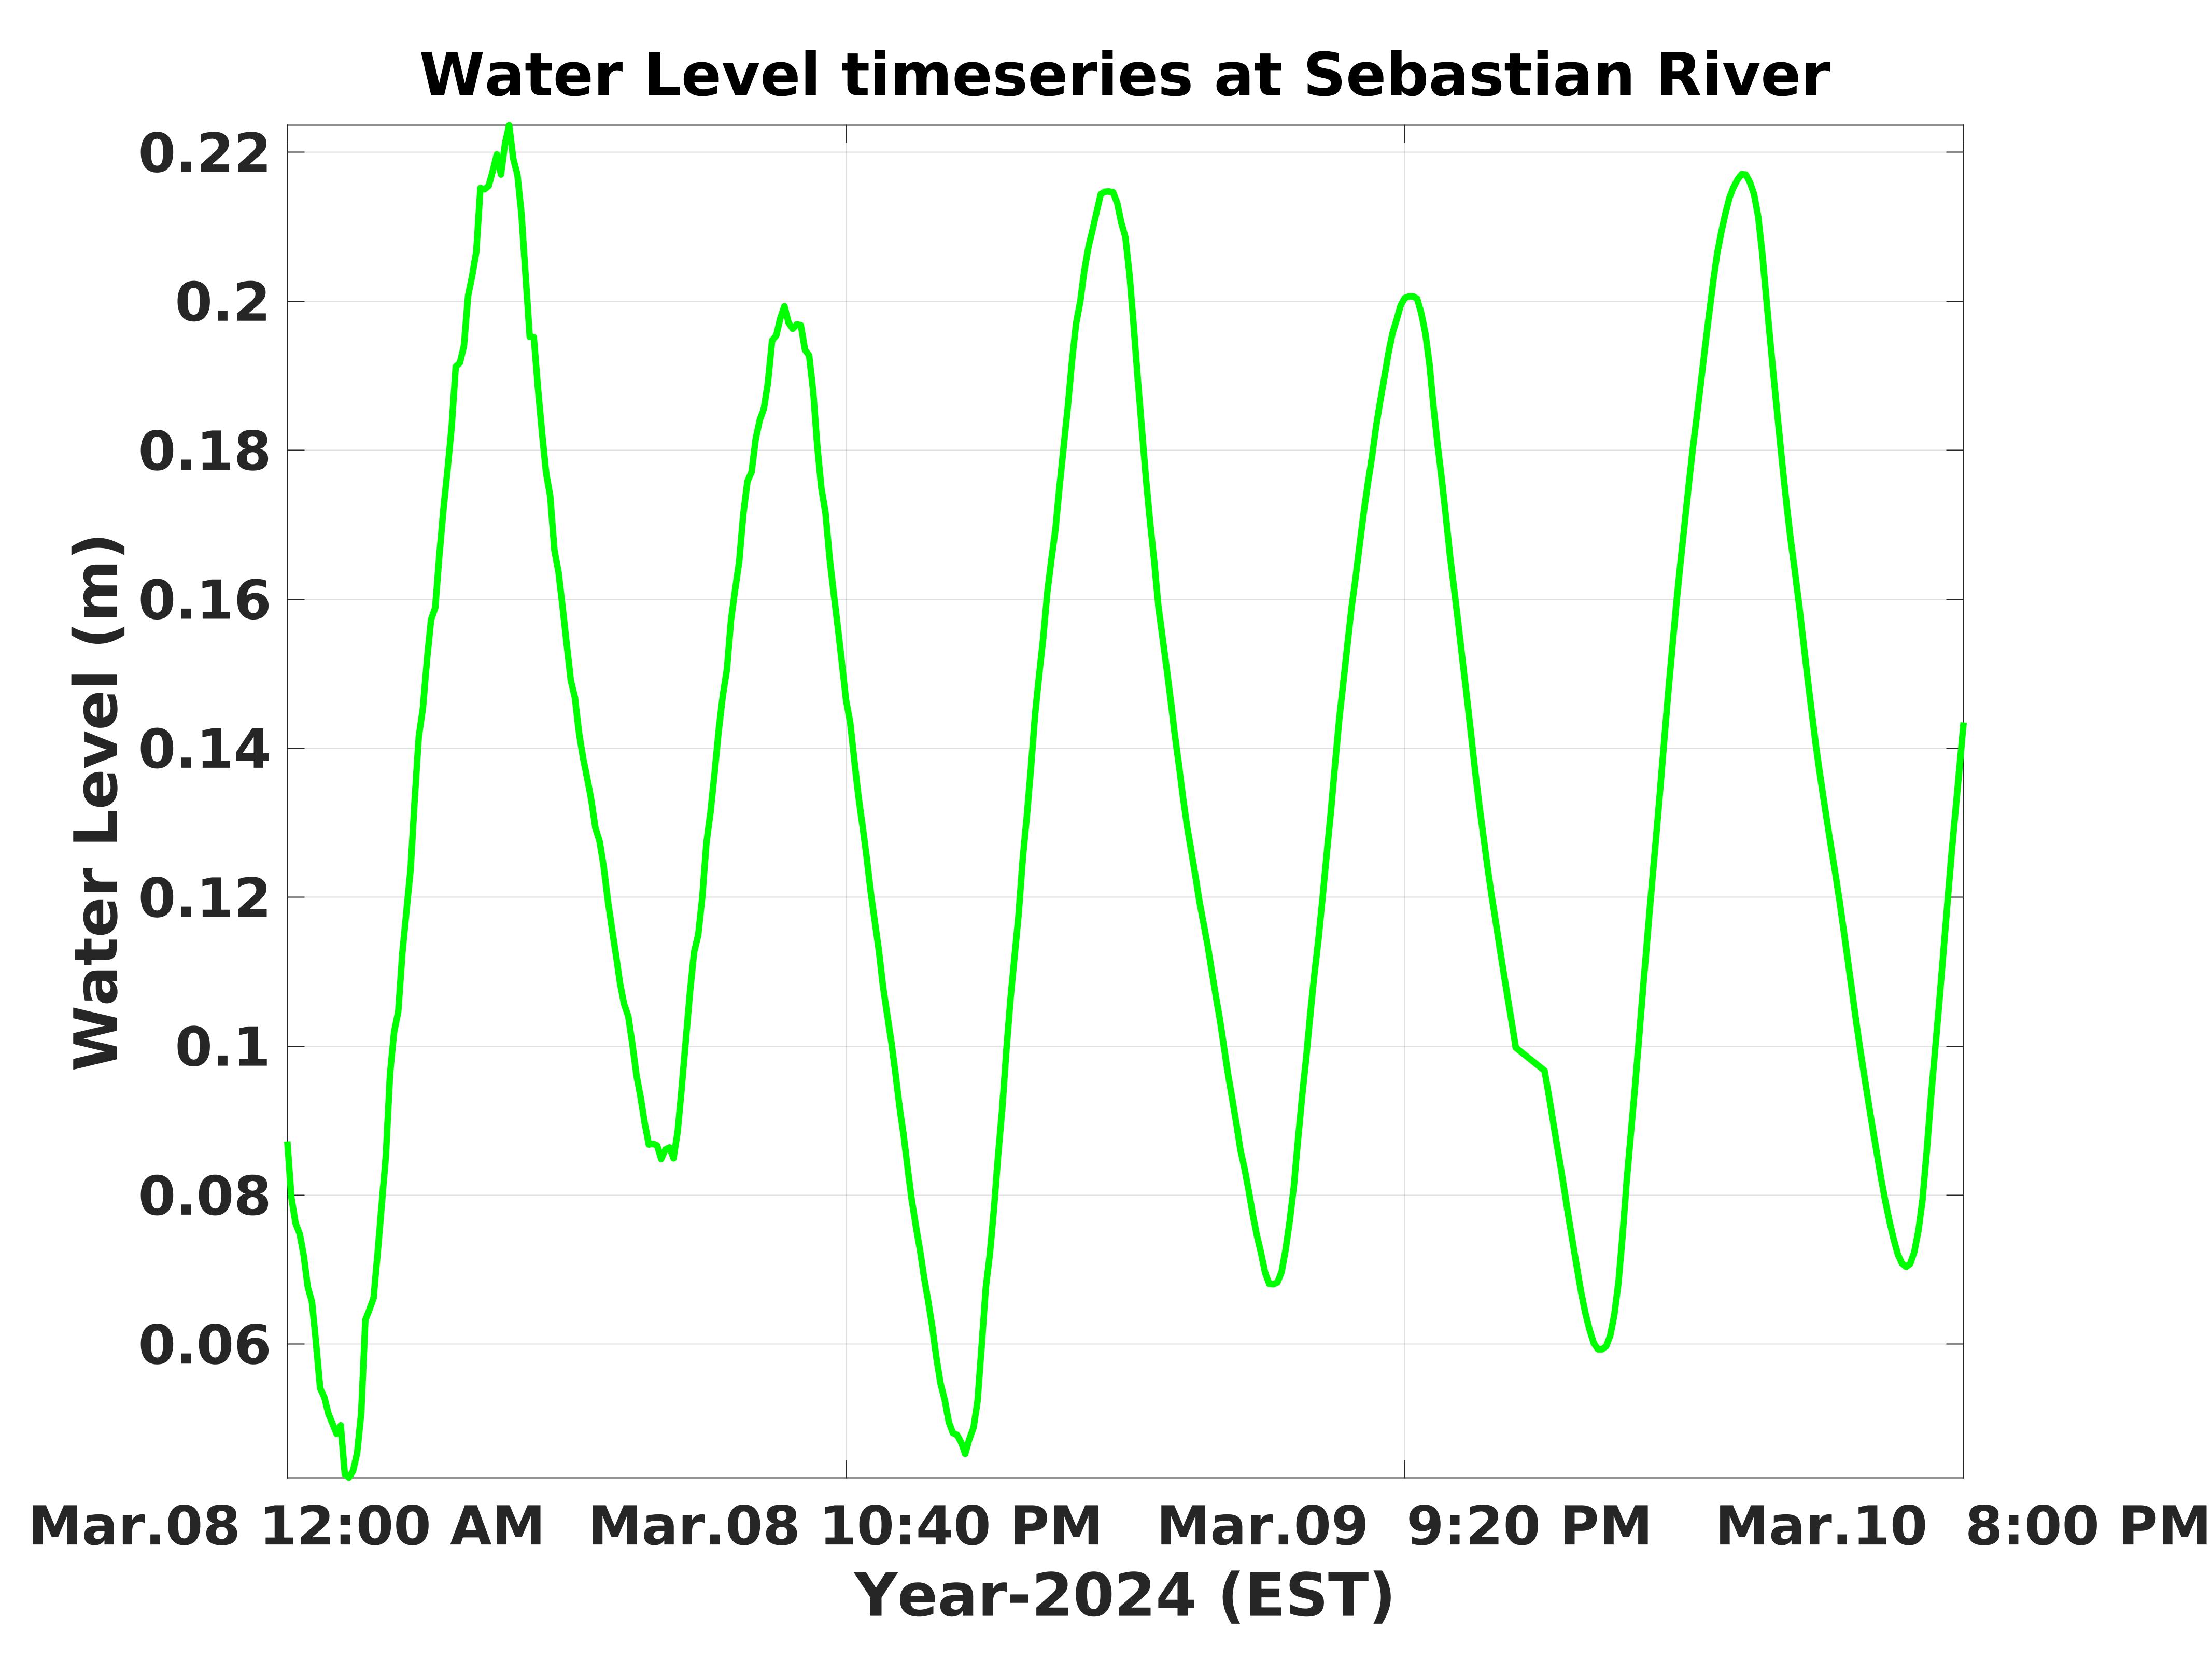 Water Level timeseries at Sebastian River
Water Level (m)
0.22
0.2
0.18
0.16
0.14
0.12
0.1
0.08
0.06
Mar.08 12:00 AM Mar.08 10:40 PM Mar.09 9:20 PM Mar.10 8:00 PM
Year-2024 (EST)